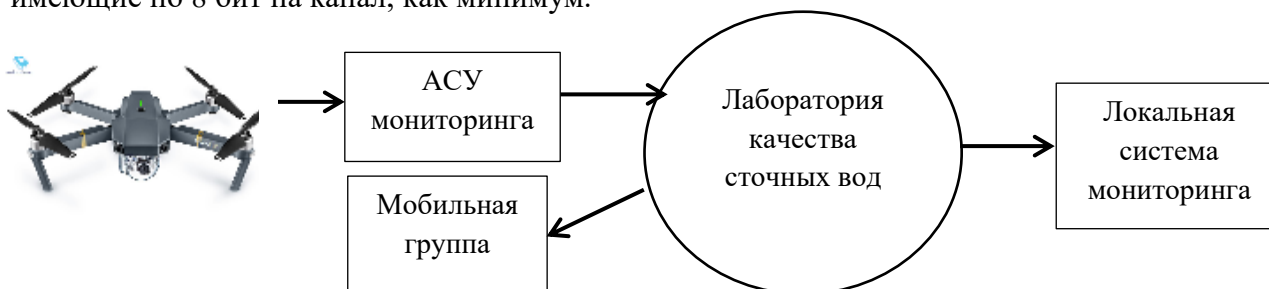 имеющие по 8 бит на канал, как минимум.
АСУ
мониторинга
Мобильная
группа
Лаборатория
качества
сточных вод
Локальная
система
мониторинга